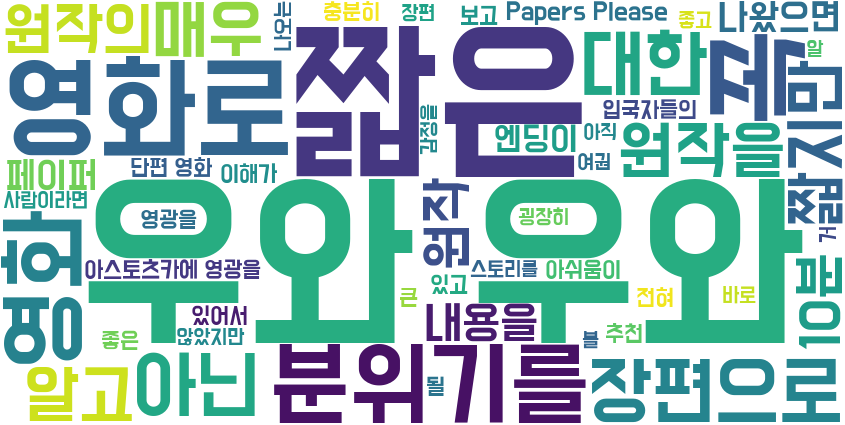 원작의
매우
나오는
충분히
장편
보고
Papers Please
좋고
나왔으면
영화로
짧은
대한
쪽
알
감정을
입국자들의
만
엔딩이
아직
원작을
짧지만
페이퍼
단편 영화
이해가
여권
사람이라면
우와 우와
영광을
굉장히
원작
거
영화
아스토츠카에 영광을
스토리를
아쉬움이
있고
큰
전혀
바로
10분
있어서
않았지만
좋은
내용을
볼
추천
알고
아닌
분위기를
될
장편으로